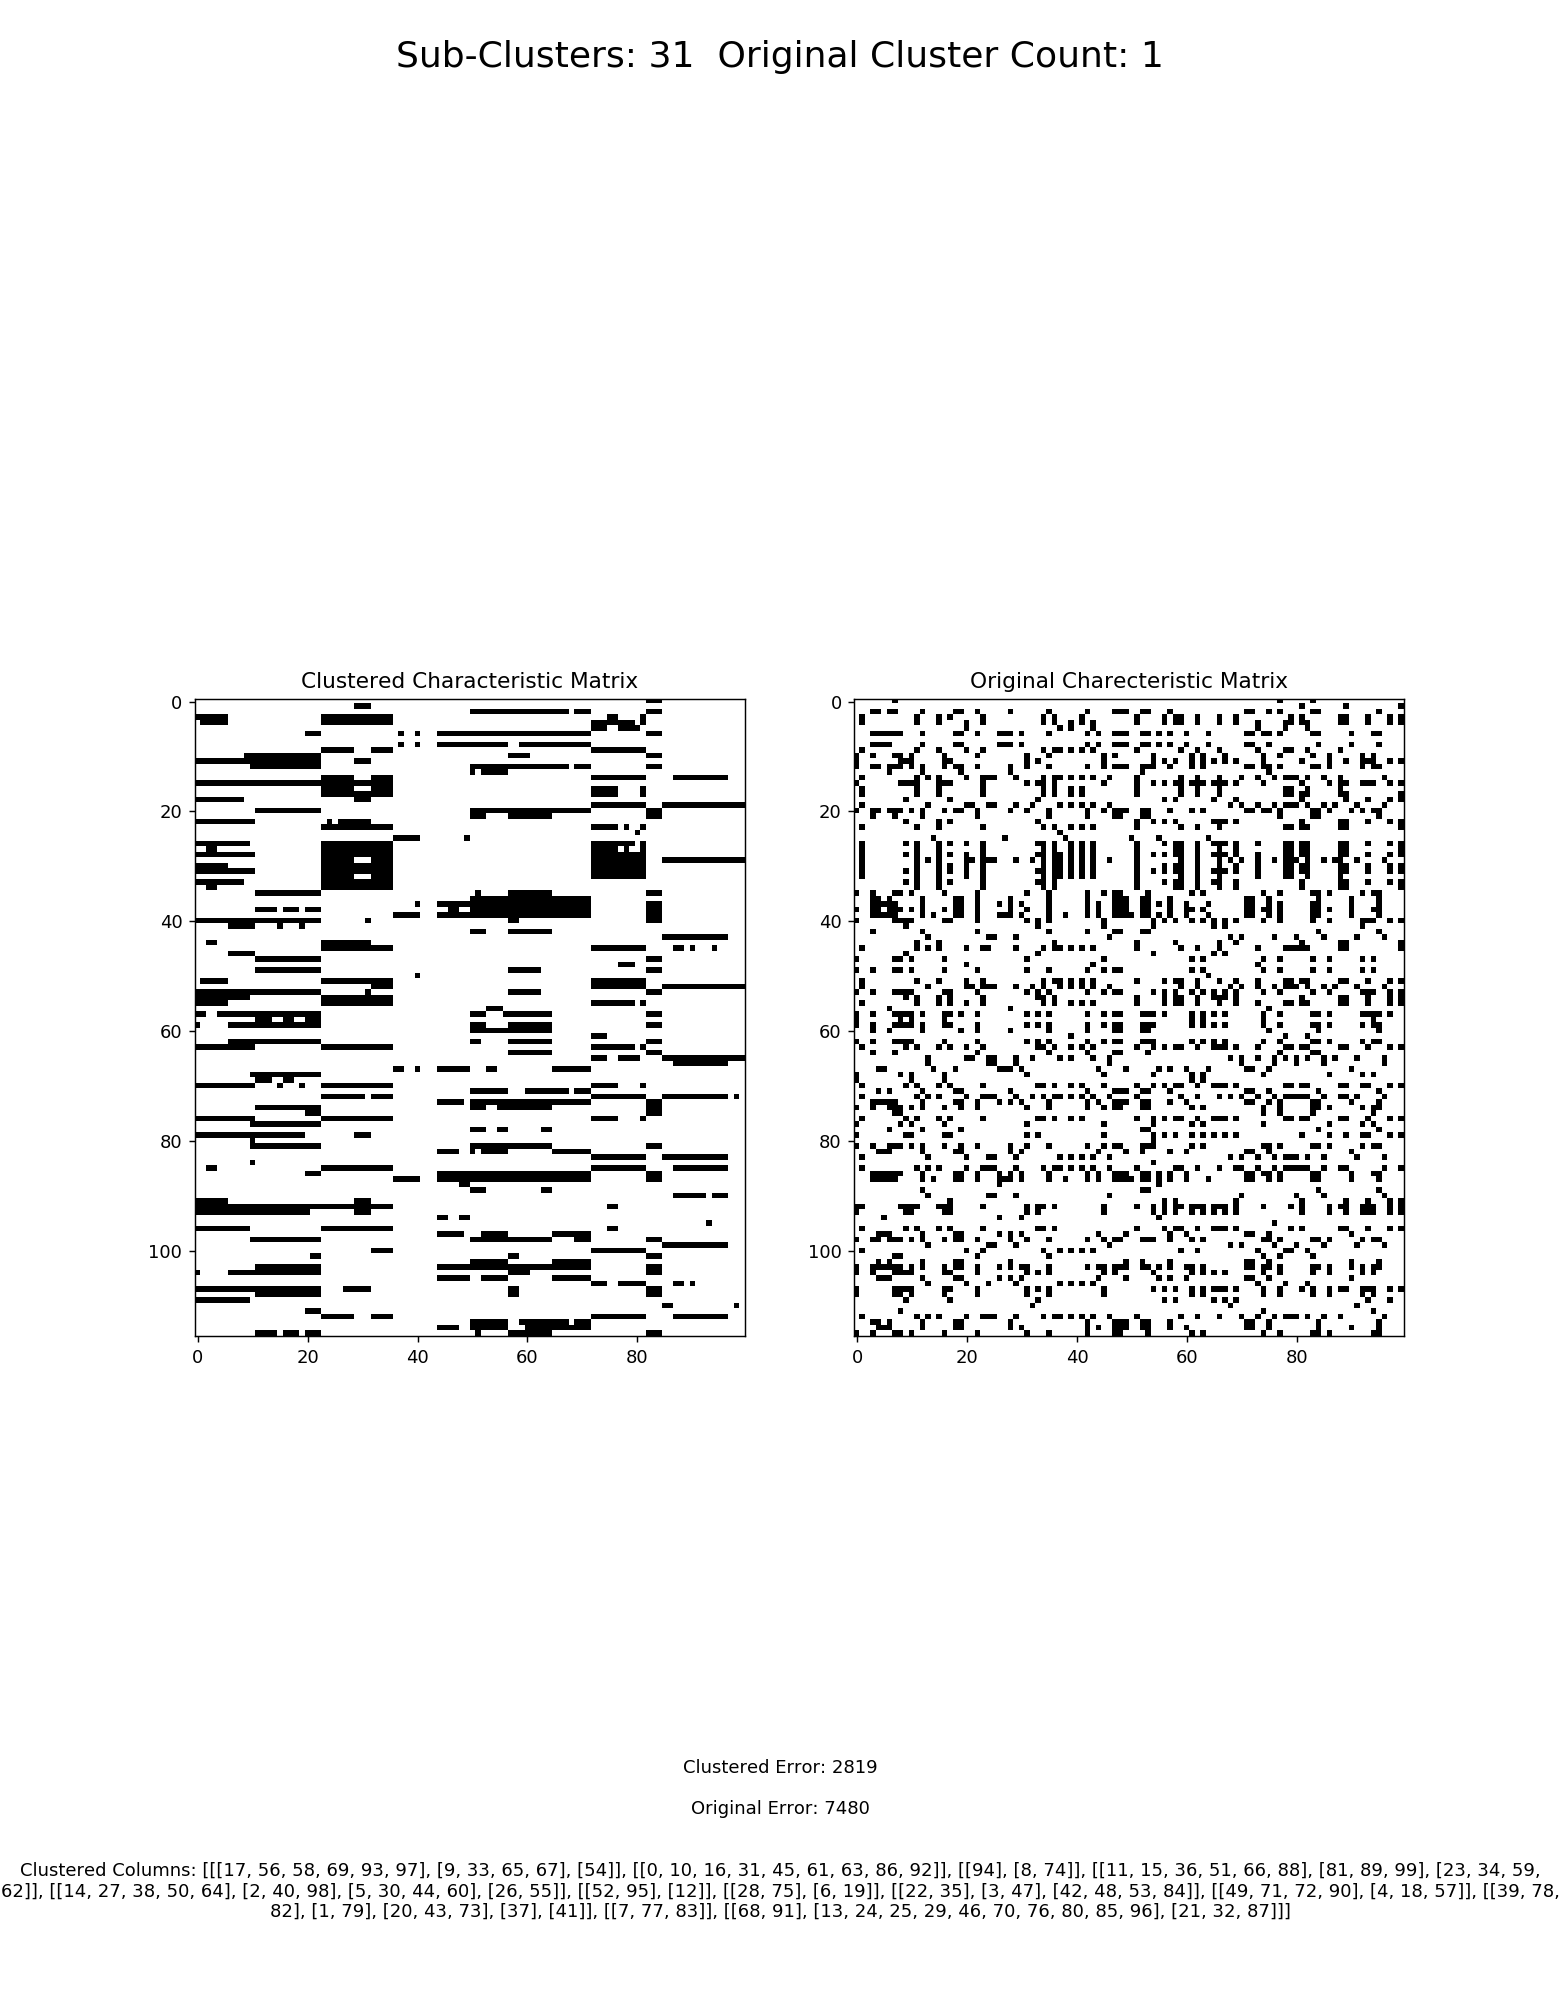 Sub-Clusters: 31  Original Cluster Count: 1
Clustered Characteristic Matrix
Original Charecteristic Matrix
0
20
40
60
80
100
0
20
40
60
80
0
20
40
60
80
100
0
20
40
60
80
Clustered Error: 2819
Original Error: 7480
Clustered Columns: [[[17, 56, 58, 69, 93, 97], [9, 33, 65, 67], [54]], [[0, 10, 16, 31, 45, 61, 63, 86, 92]], [[94], [8, 74]], [[11, 15, 36, 51, 66, 88], [81, 89, 99], [23, 34, 59,
62]], [[14, 27, 38, 50, 64], [2, 40, 98], [5, 30, 44, 60], [26, 55]], [[52, 95], [12]], [[28, 75], [6, 19]], [[22, 35], [3, 47], [42, 48, 53, 84]], [[49, 71, 72, 90], [4, 18, 57]], [[39, 78,
82], [1, 79], [20, 43, 73], [37], [41]], [[7, 77, 83]], [[68, 91], [13, 24, 25, 29, 46, 70, 76, 80, 85, 96], [21, 32, 87]]]